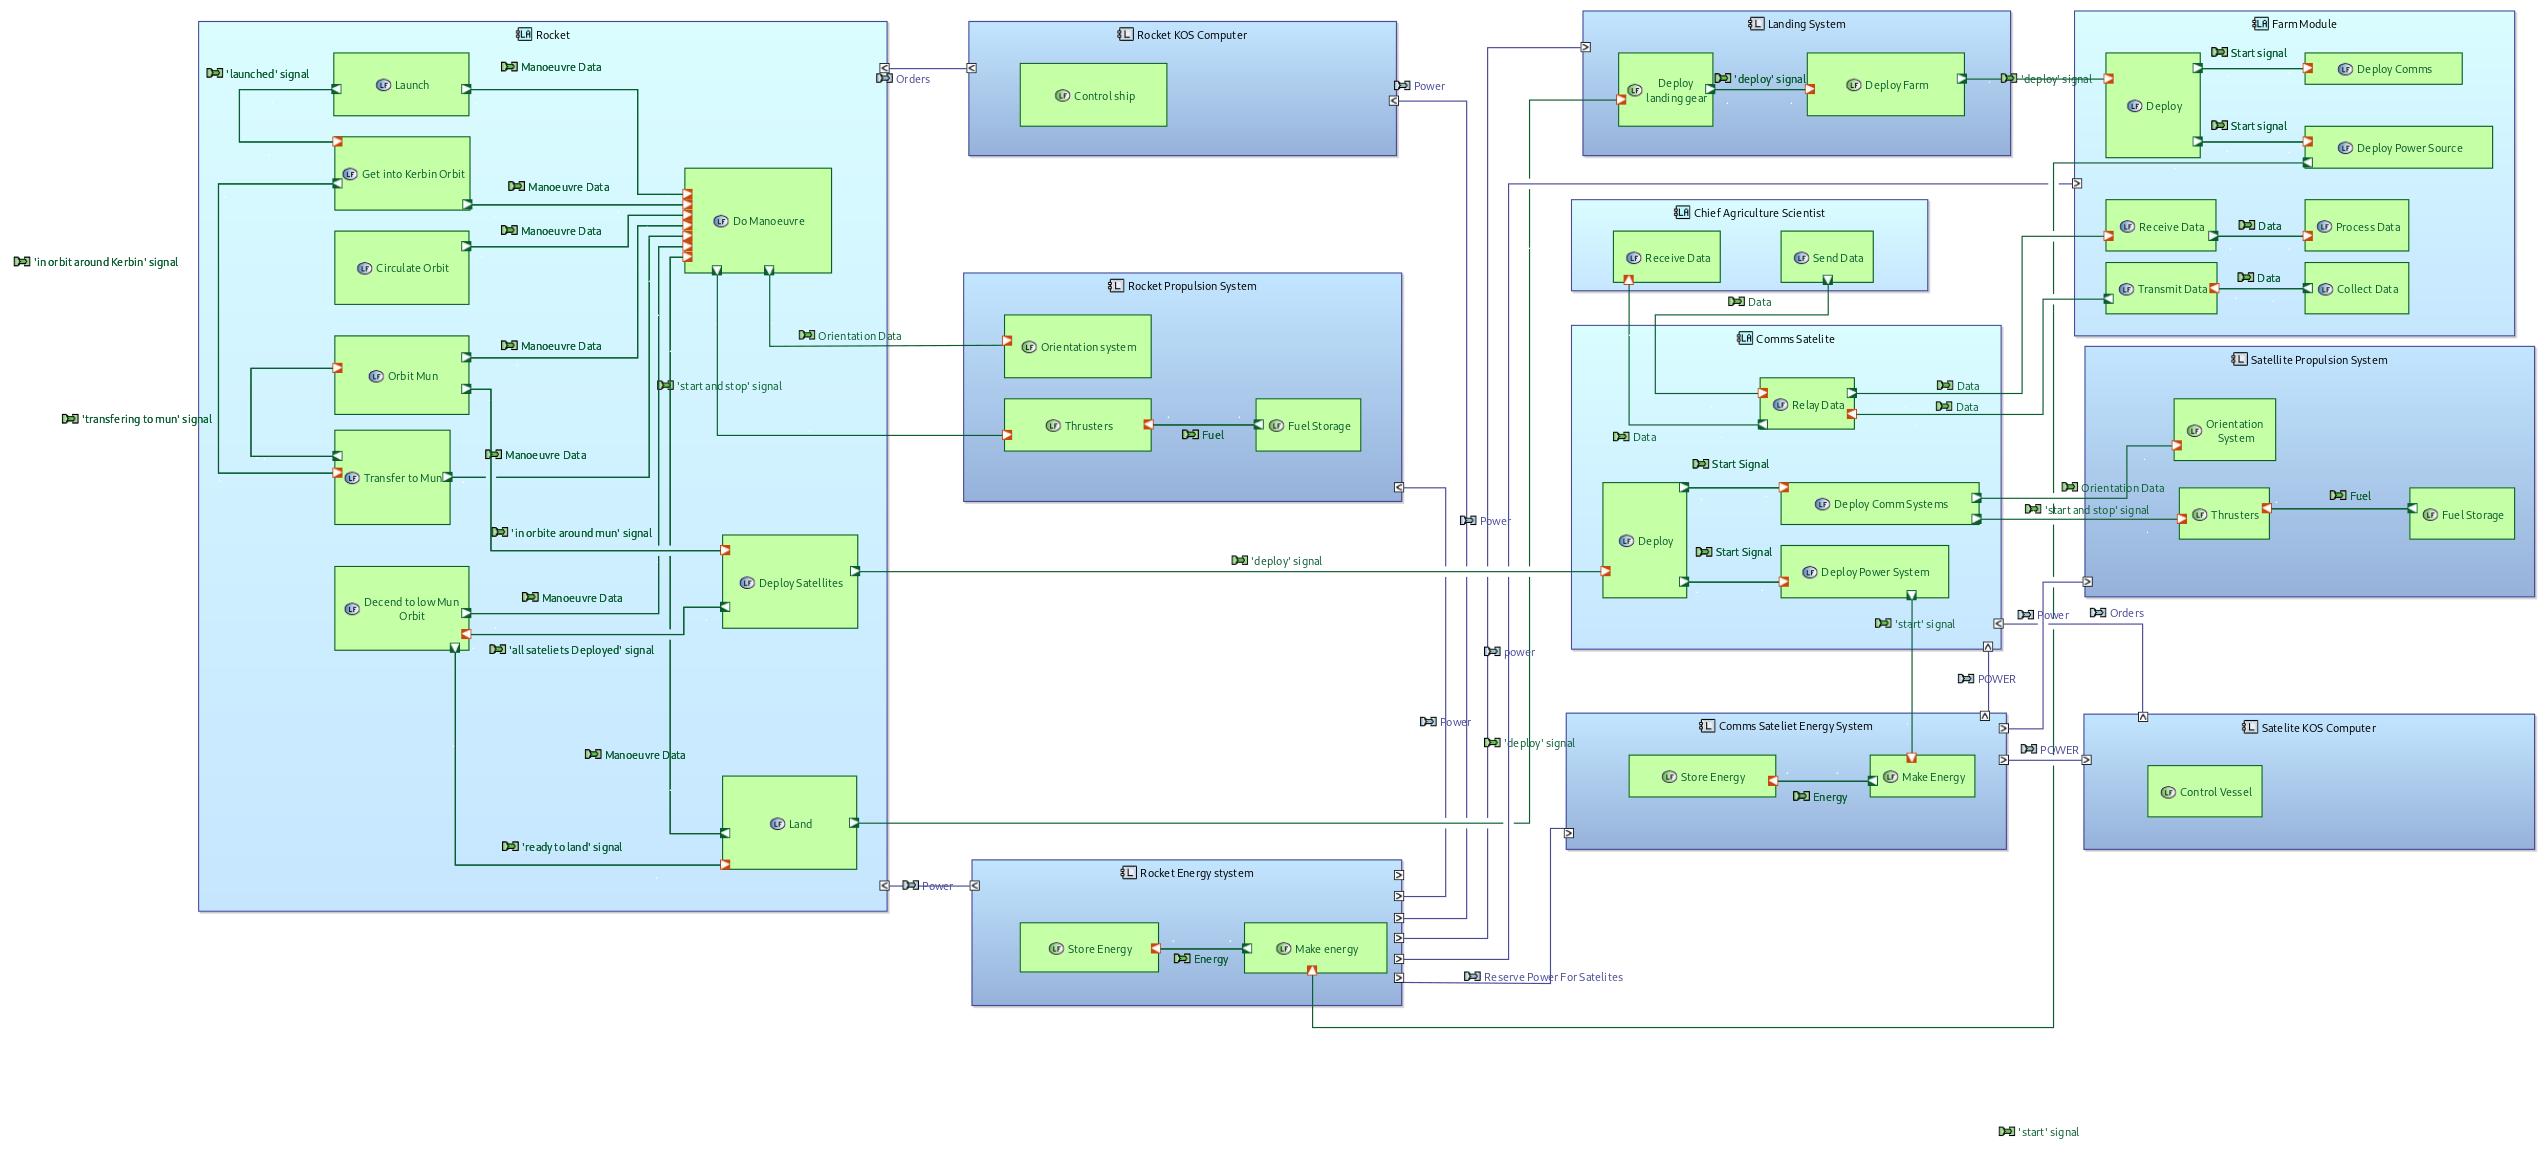 Rocket
'launched' signal
Launch
Manoeuvre Data
Orders
Get into Kerbin Orbit
Manoeuvre Data
Do Manoeuvre
Manoeuvre Data
Circulate Orbit
'in orbit around Kerbin' signal
Orientation Data
Manoeuvre Data
Orbit Mun
'start and stop' signal
'transfering to mun' signal
Manoeuvre Data
Transfer to Mun
'in orbite around mun' signal
Deploy Satellites
Manoeuvre Data
Decend to low Mun
Orbit
'all sateliets Deployed' signal
Manoeuvre Data
Land
'ready to land' signal
Power
Rocket KOS Computer
Control ship
Power
Rocket Propulsion System
Orientation system
Thrusters
Fuel
Fuel Storage
Power
'deploy' signal
power
Power
'deploy' signal
Rocket Energy stystem
Store Energy
Energy
Make energy
Reserve Power For Satelites
Landing System
Deploy
landing gear
'deploy' signal
Deploy Farm
'deploy' signal
Farm Module
Start signal
Deploy Comms
Deploy
Start signal
Deploy Power Source
Receive Data
Data
Process Data
Transmit Data
Data
Collect Data
Chief Agriculture Scientist
Receive Data
Send Data
Data
Comms Satelite
Relay Data
Data
Data
Data
Start Signal
Deploy Comm Systems
Deploy
Start Signal
Deploy Power System
'start' signal
Satellite Propulsion System
Orientation
System
Orientation Data
'start and stop' signal
Thrusters
Fuel
Fuel Storage
Power
Orders
POWER
Comms Sateliet Energy System
Store Energy
Energy
Make Energy
POWER
Satelite KOS Computer
Control Vessel
'start' signal